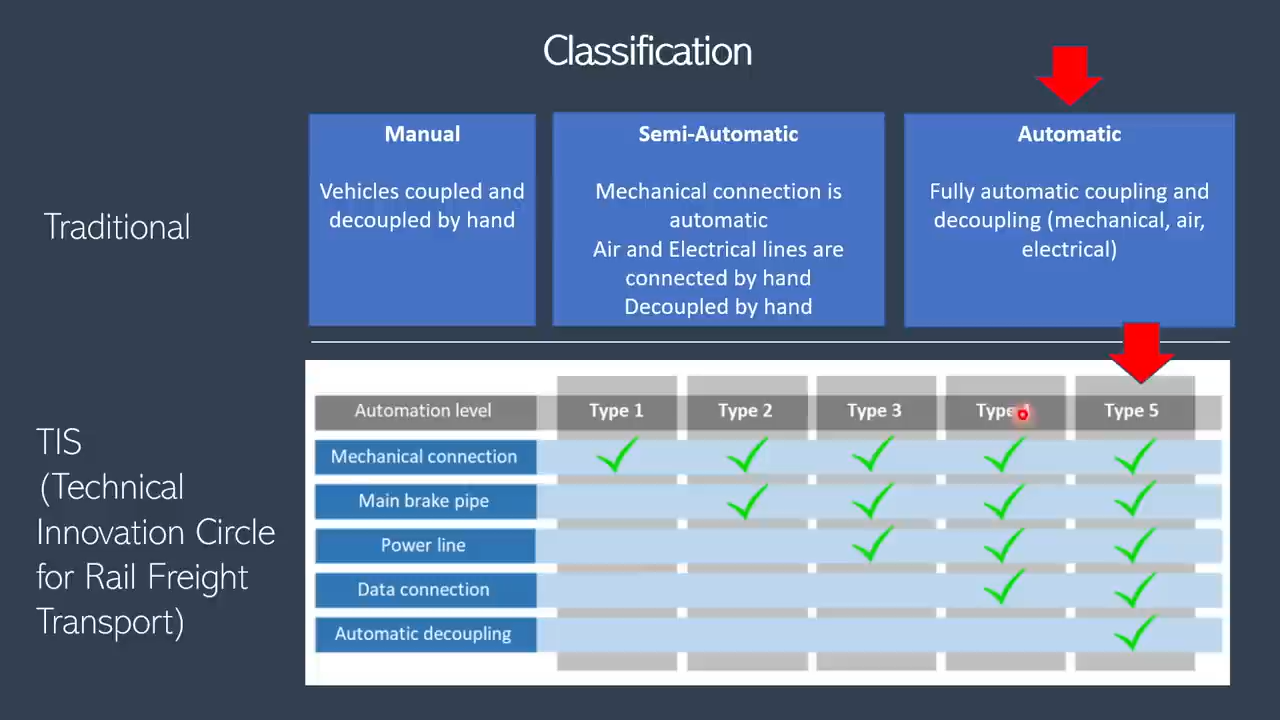 Classification
Traditional
Manual
Vehicles coupled and
decoupled by hand
Semi-Automatic
Mechanical connection is
automatic
Air and Electrical lines are
connected by hand
Decoupled by hand
Automatic
Fully automatic coupling and
decoupling (mechanical, air,
electrical)
TIS
(Technical
Innovation Circle
for Rail Freight
Transport)
Automation level Type 1 Type 2 Type 3 Type Type 5
Mechanical connection
Main brake pipe
Power line
Data connection
Automatic decoupling